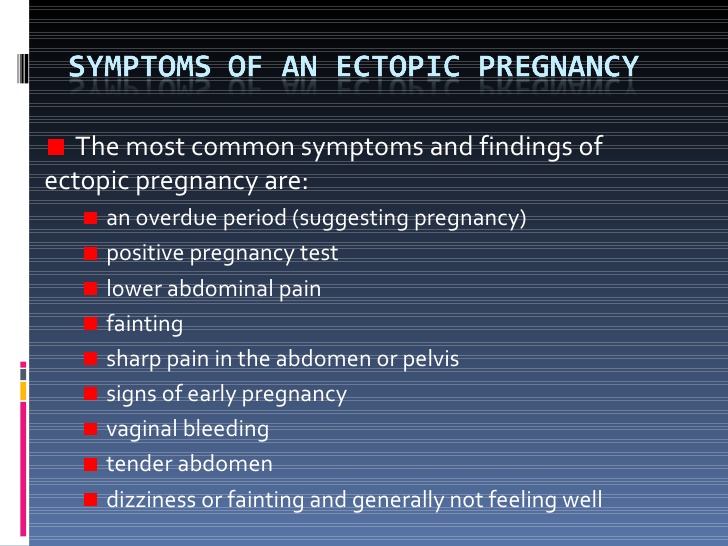 SYMPTOMS OF AN ECTOPIC PREGNANCY
The most common symptoms and findings of
ectopic pregnancy are:
an overdue period (suggesting pregnancy)
positive pregnancy test
lower abdominal pain
fainting
sharp pain in the abdomen or pelvis
signs of early pregnancy
vaginal bleeding
tender abdomen
dizziness or fainting and generally not feeling well